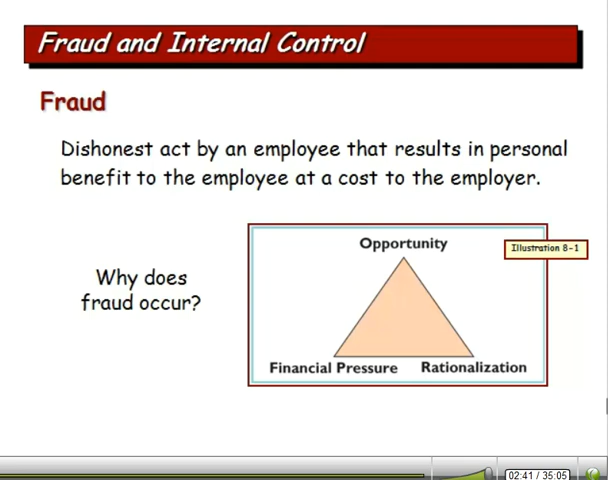 Fraud and Internal Control
Fraud
Dishonest act by an employee that results in personal
benefit to the employee at a cost to the employer.
Why does
fraud occur?
Opportunity
Illustration 8-1
Financial Pressure
Rationalization
02:41 / 35:05